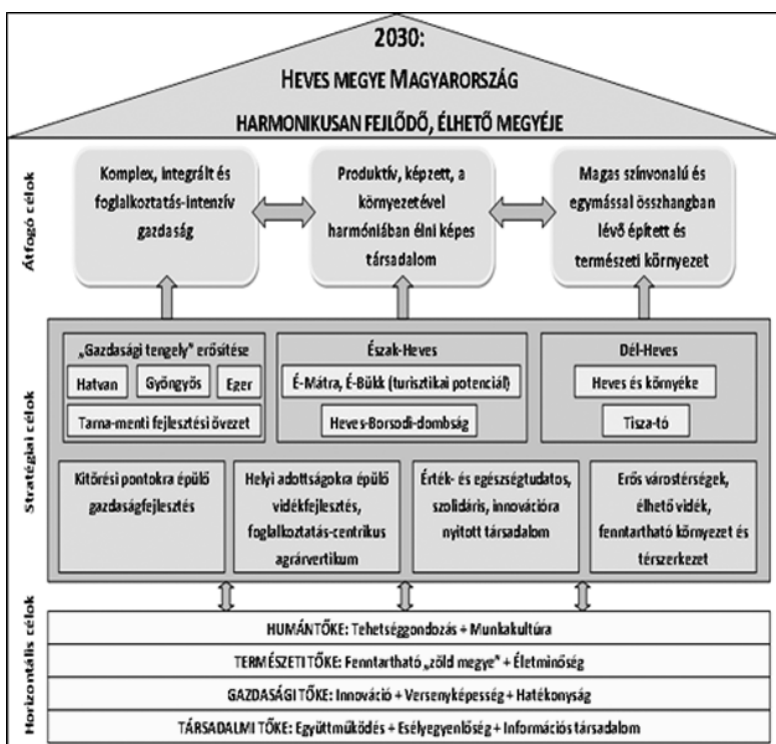 2030:
HEVES MEGYE MAGYARORSZÁG
HARMONIKUSAN FEJLŐDŐ, ÉLHETŐ MEGYÉJE
Átfogó célok
Komplex, integrált és
foglalkoztatás-intenzív
gazdaság
Produktív, képzett, a
környezetével
harmóniában élni képes
társadalom
Magas színvonalú és
egymással összhangban
lévő épített és
természeti környezet
Stratégiai célok
„Gazdasági tengely" erősítése
Hatvan
Gyöngyös
Eger
Tarna-menti fejlesztési övezet
Észak-Heves
É-Mátra, É-Bükk (turisztikai potenciál)
Heves-Borsodi-dombság
Dél-Heves
Heves és környéke
Tisza-tó
Kitörési pontokra épülő
gazdaságfejlesztés
Helyi adottságokra épülő
vidékfejlesztés,
foglalkoztatás-centrikus
agrárvertikum
Érték- és egészségtudatos,
szolidáris, innovációra
nyitott társadalom
Erős várostérségek,
élhető vidék,
fenntartható környezet és
térszerkezet
Horizontális célok
HUMÁNTŐKE: Tehetséggondozás + Munkakultúra
TERMÉSZETI TŐKE: Fenntartható „zöld megye" + Életminőség
GAZDASÁGI TŐKE: Innováció + Versenyképesség + Hatékonyság
TÁRSADALMI TŐKE: Együttműködés + Esélyegyenlőség + Információs társadalom